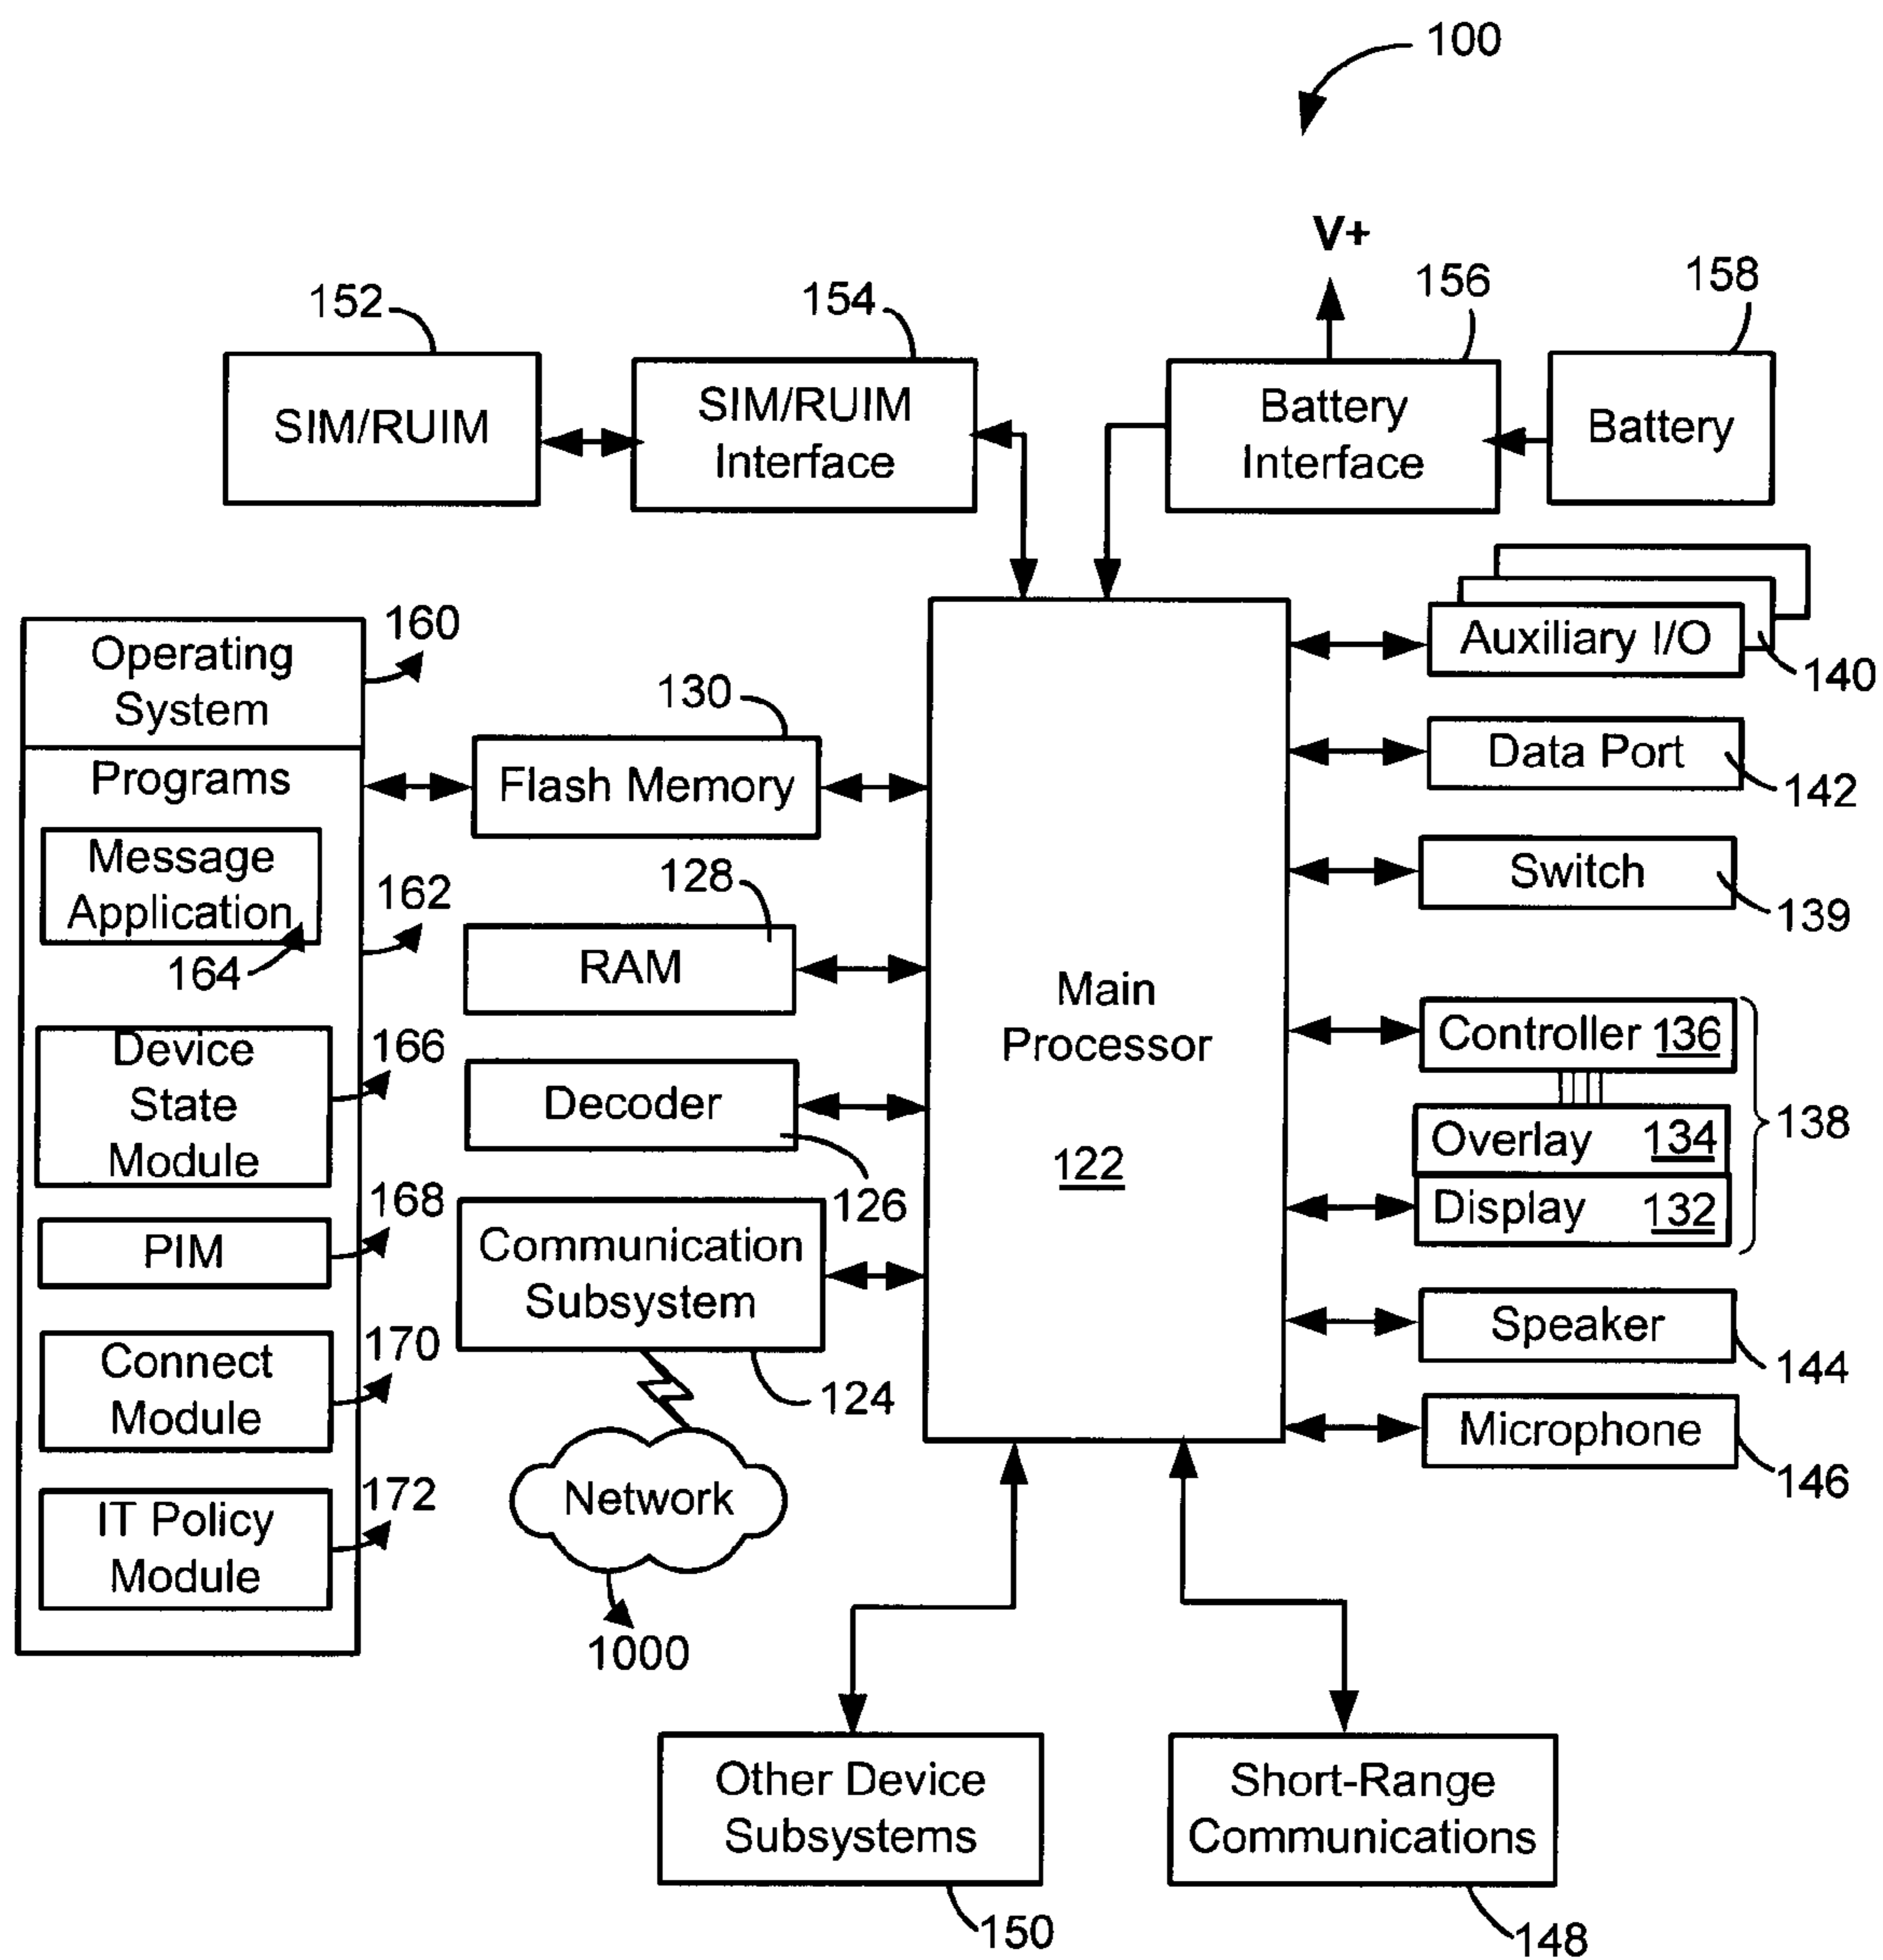 100
V+
152
154
156
158
SIM/RUIM
SIM/RUIM
Interface
Battery
Interface
Battery
Operating
System
160
Programs
Message
Application
164
162
Device
State
Module
166
PIM
168
Connect
Module
170
IT Policy
Module
172
130
Flash Memory
128
RAM
Decoder
126
Communication
Subsystem
124
Network
1000
Main
Processor
122
Auxiliary I/O
140
Data Port
142
Switch
139
Controller 136
Overlay 134
138
Display 132
Speaker
144
Microphone
146
Other Device
Subsystems
150
Short-Range
Communications
148